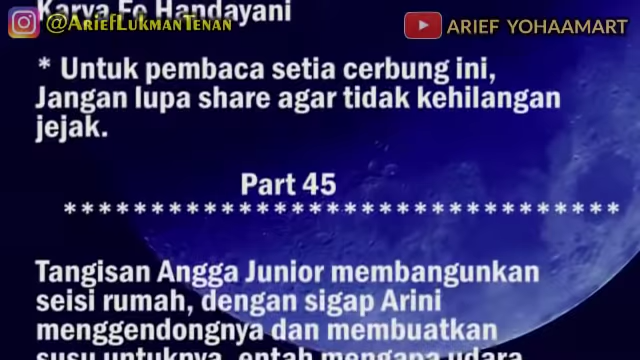 Karya Eo Handayani
@AriefLukmanTenan
ARIEF YOHAAMART
* Untuk pembaca setia cerbung ini,
Jangan lupa share agar tidak kehilangan
jejak.
Part 45
********************************
Tangisan Angga Junior membangunkan
seisi rumah, dengan sigap Arini
menggendongnya dan membuatkan
susu untuknya, entah mengapa udara